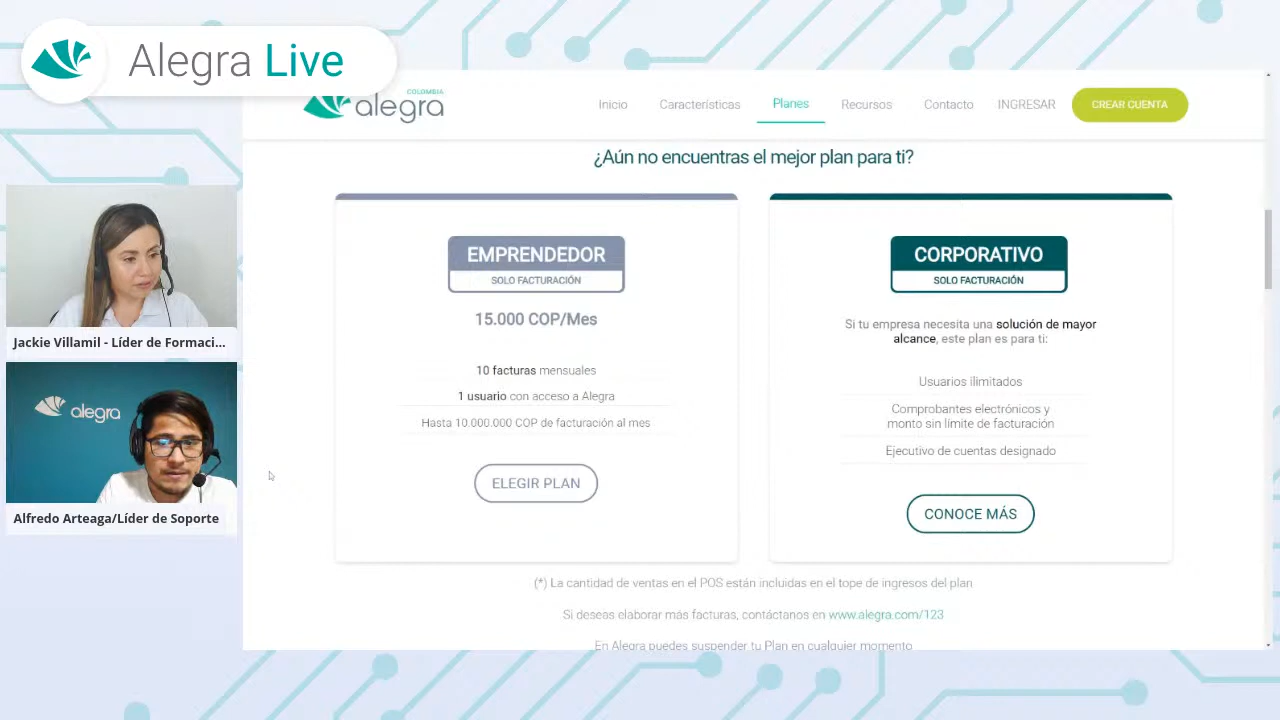 Alegra Live
COLOMBIA
alegra
Inicio
Características
Planes
Recursos
Contacto
INGRESAR
CREAR CUENTA
¿Aún no encuentras el mejor plan para ti?
EMPRENDEDOR
SOLO FACTURACIÓN
15.000 COP/Mes
10 facturas mensuales
1 usuario con acceso a Alegra
Hasta 10.000.000 COP de facturación al mes
ELEGIR PLAN
CORPORATIVO
SOLO FACTURACIÓN
Si tu empresa necesita una solución de mayor
alcance, este plan es para ti:
Usuarios ilimitados
Comprobantes electrónicos y
monto sin límite de facturación
Ejecutivo de cuentas designado
CONOCE MÁS
(*) La cantidad de ventas en el POS están incluidas en el tope de ingresos del plan
Si deseas elaborar más facturas, contáctanos en www.alegra.com/123
En Alegra puedes suspender tu Plan en cualquier momento
Jackie Villamil - Líder de Formaci...
alegra
Alfredo Arteaga/Líder de Soporte